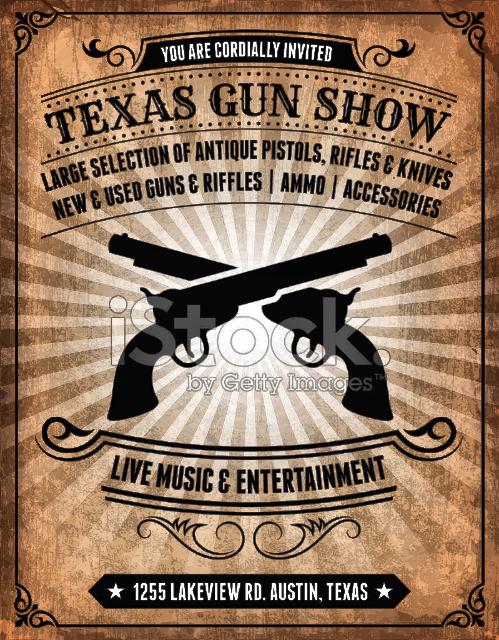 YOU ARE CORDIALLY INVITED
TEXAS GUN SHOW
LARGE SELECTION OF ANTIQUE PISTOLS, RIFLES & KNIVES
NEW & USED GUNS & RIFFLES | AMMO | ACCESSORIES
iStock.
by Getty Images™
LIVE MUSIC & ENTERTAINMENT
★ 1255 LAKEVIEW RD. AUSTIN, TEXAS ★